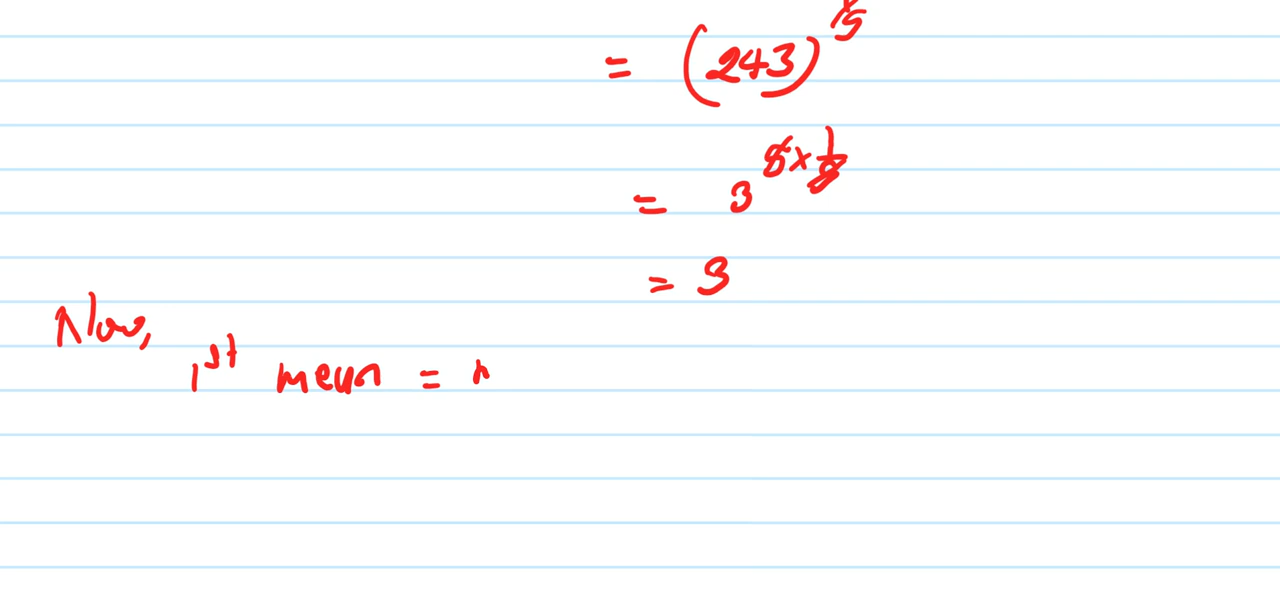 = (243)^1/5
= 3^5×1/5
= 3
Now,
1st mean =